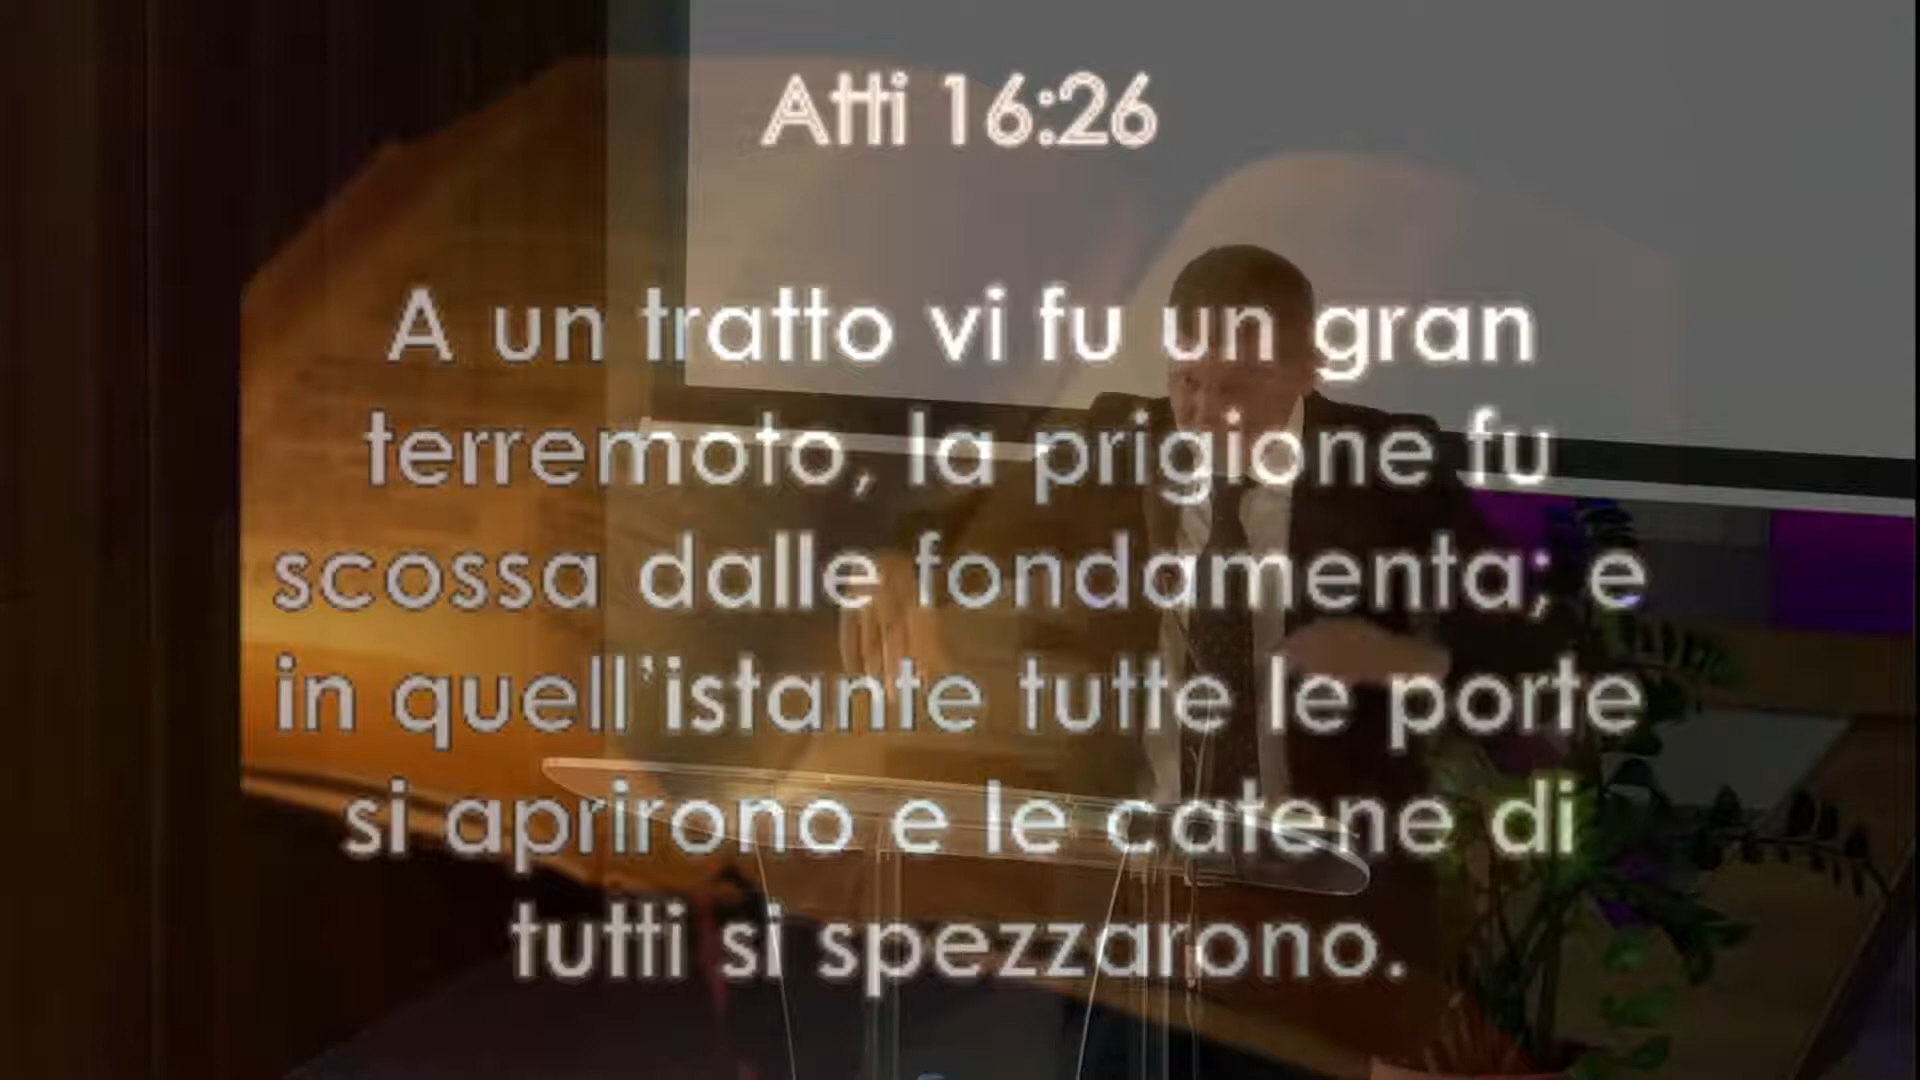 Atti 16:26
A un tratto vi fu un gran
terremoto, la prigione fu
scossa dalle fondamenta; e
in quell'istante tutte le porte
si aprirono e le catene di
tutti si spezzarono.